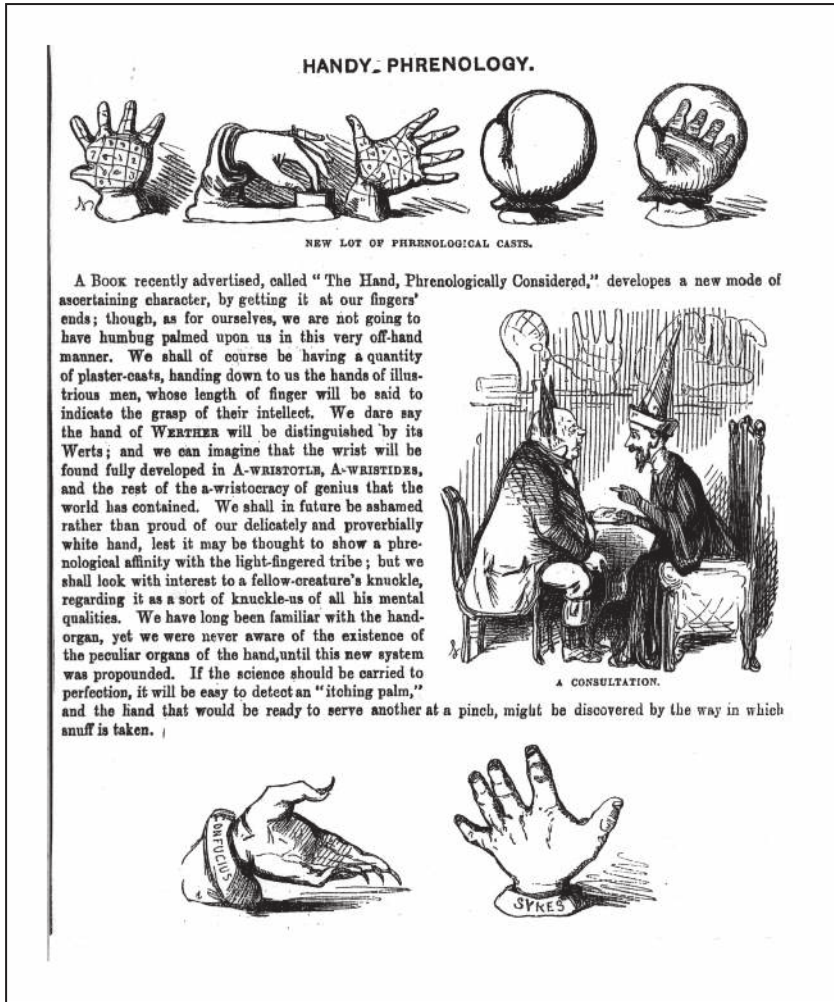 HANDY PHRENOLOGY.
NEW LOT OF PHRENOLOGICAL CASTS.
A BOOK recently advertised, called "The Hand, Phrenologically Considered," developes a new mode of
ascertaining character, by getting it at our fingers'
ends; though, as for ourselves, we are not going to
have humbug palmed upon us in this very off-hand
manner. We shall of course be having a quantity
of plaster-casts, handing down to us the hands of illus-
trious men, whose length of finger will be said to
indicate the grasp of their intellect. We dare say
the hand of WERTHER will be distinguished by its
Werts; and we can imagine that the wrist will be
found fully developed in A-WRISTOTLE, A-WRISTIDES,
and the rest of the a-wristocracy of genius that the
world has contained. We shall in future be ashamed
rather than proud of our delicately and proverbially
white hand, lest it may be thought to show a phre-
nological affinity with the light-fingered tribe; but we
shall look with interest to a fellow-creature's knuckle,
regarding it as a sort of knuckle-us of all his mental
qualities. We have long been familiar with the hand-
organ, yet we were never aware of the existence of
the peculiar organs of the hand, until this new system
was propounded. If the science should be carried to
perfection, it will be easy to detect an "itching palm,"
and the hand that would be ready to serve another at a pinch, might be discovered by the way in which
snuff is taken.
A CONSULTATION.
CONFUCIUS
SYKES